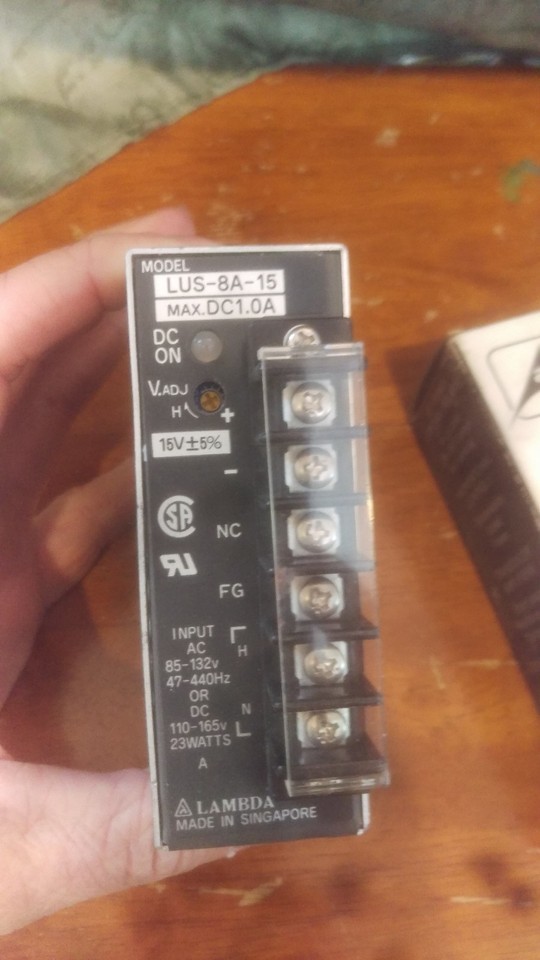 MODEL
LUS-8A-15
MAX.DC1.0A
DC
ON
V.ADJ
H
+
15V±5%
−
NC
FG
INPUT
AC
H
85-132v
47-440Hz
OR
DC
N
110-165v
23WATTS
A
LAMBDA
MADE IN SINGAPORE